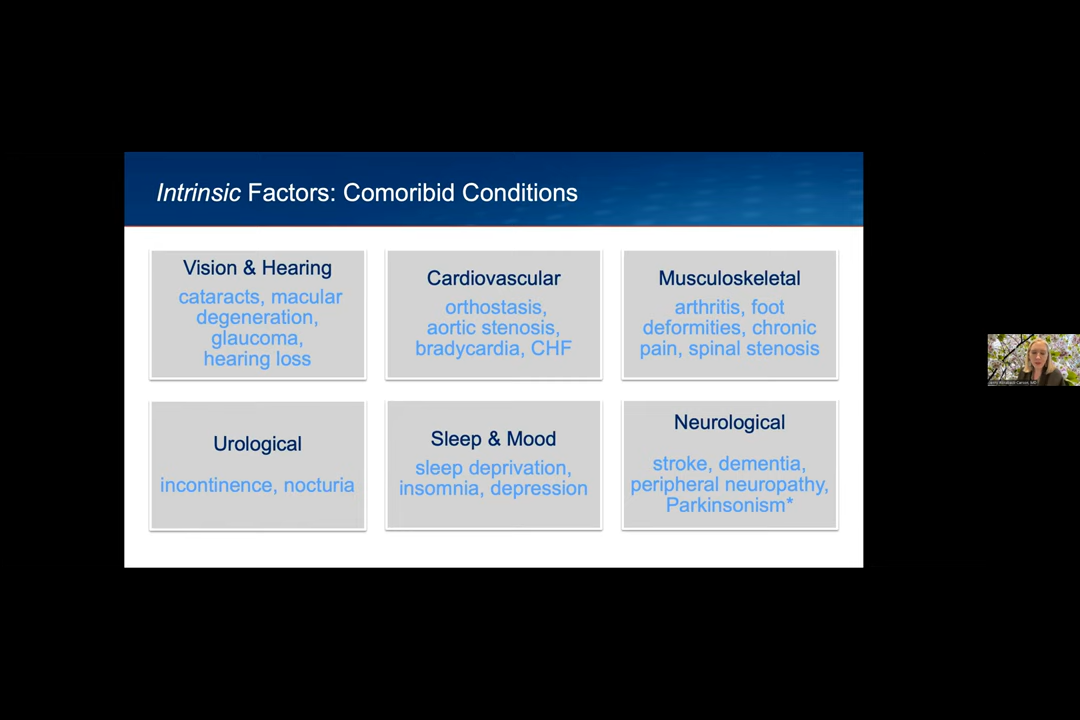 Intrinsic Factors: Comoribid Conditions
Vision & Hearing
cataracts, macular
degeneration,
glaucoma,
hearing loss
Cardiovascular
orthostasis,
aortic stenosis,
bradycardia, CHF
Musculoskeletal
arthritis, foot
deformities, chronic
pain, spinal stenosis
Urological
incontinence, nocturia
Sleep & Mood
sleep deprivation,
insomnia, depression
Neurological
stroke, dementia,
peripheral neuropathy,
Parkinsonism*